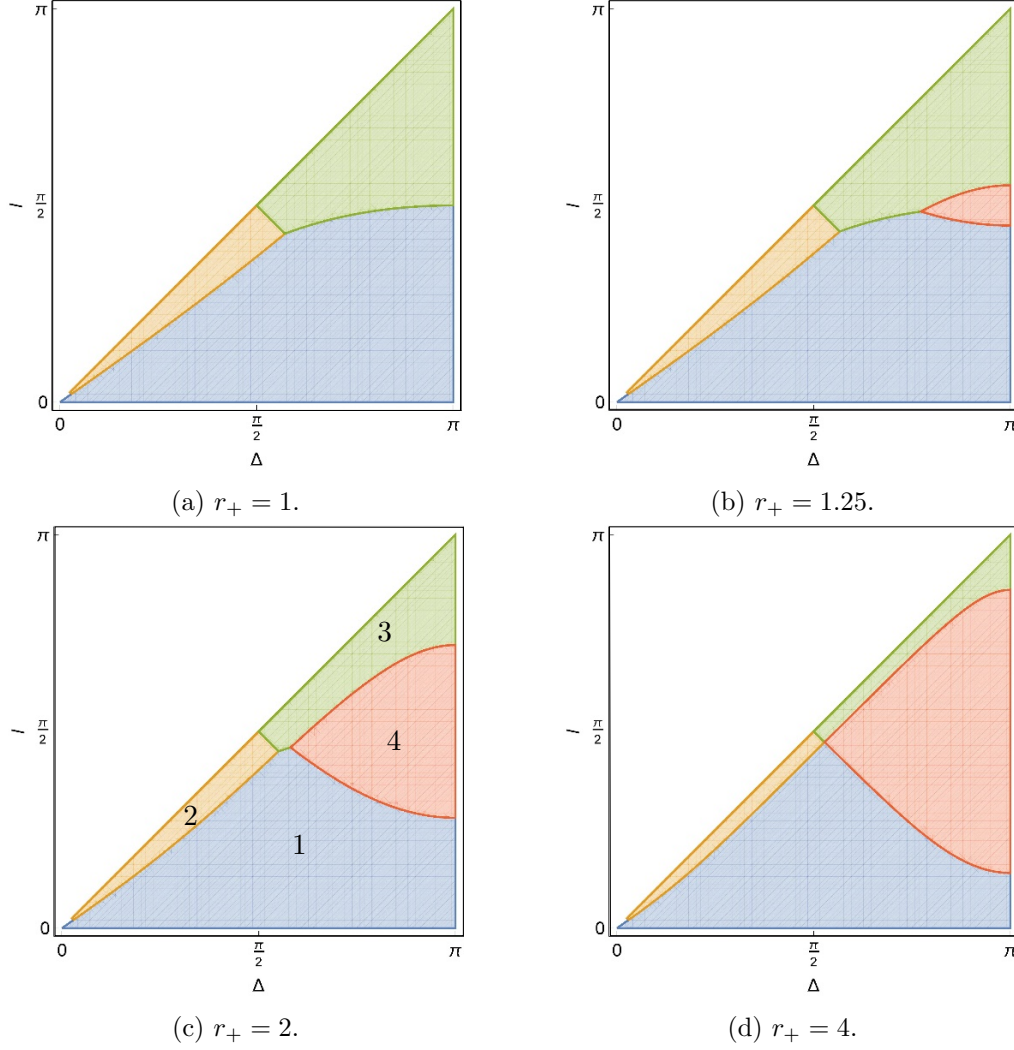 π
π
l
π/2
l
π/2
0
0
0
π/2
π
0
π/2
π
Δ
Δ
(a) r₊ = 1.
(b) r₊ = 1.25.
π
π
3
l
π/2
4
l
π/2
2
1
0
0
0
π/2
π
0
π/2
π
Δ
Δ
(c) r₊ = 2.
(d) r₊ = 4.